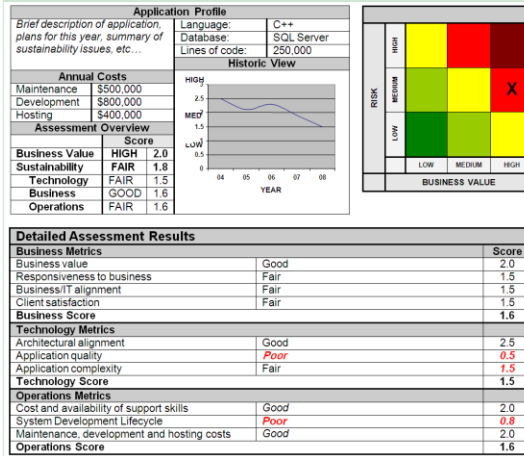 Application Profile
Brief description of application, plans for this year, summary of sustainability issues, etc…
Language: C++
Database: SQL Server
Lines of code: 250,000
Annual Costs
Maintenance $500,000
Development $800,000
Hosting $400,000
Assessment Overview
Score
Business Value HIGH 2.0
Sustainability FAIR 1.8
Technology FAIR 1.5
Business GOOD 1.6
Operations FAIR 1.6
Historic View
HIGH
3
2.5
MED
2
1.5
1
LOW
0.5
0
04 05 06 07 08
YEAR
RISK
HIGH
MEDIUM
LOW
X
LOW MEDIUM HIGH
BUSINESS VALUE
Detailed Assessment Results
Business Metrics Score
Business value Good 2.0
Responsiveness to business Fair 1.5
Business/IT alignment Fair 1.5
Client satisfaction Fair 1.5
Business Score 1.6
Technology Metrics
Architectural alignment Good 2.5
Application quality Poor 0.5
Application complexity Fair 1.5
Technology Score 1.5
Operations Metrics
Cost and availability of support skills Good 2.0
System Development Lifecycle Poor 0.8
Maintenance, development and hosting costs Good 2.0
Operations Score 1.6